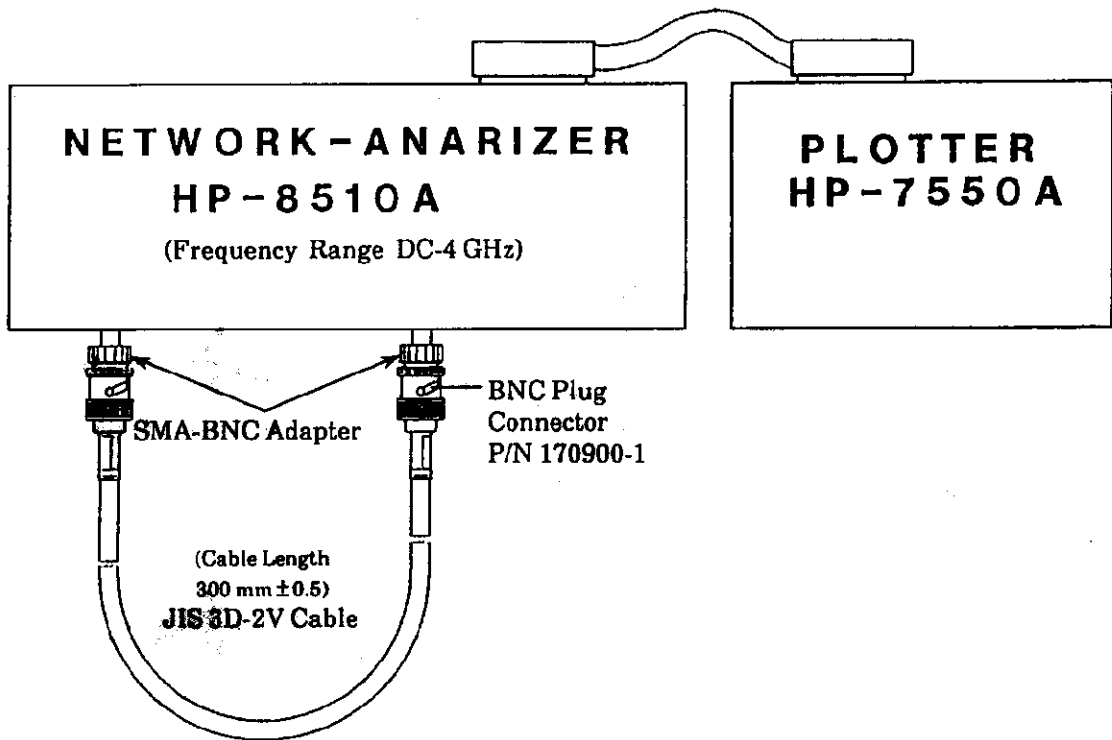 NETWORK-ANARIZER
HP-8510A
(Frequency Range DC-4 GHz)
PLOTTER
HP-7550A
SMA-BNC Adapter
BNC Plug
Connector
P/N 170900-1
(Cable Length
300 mm ±0.5)
JIS 3D-2V Cable